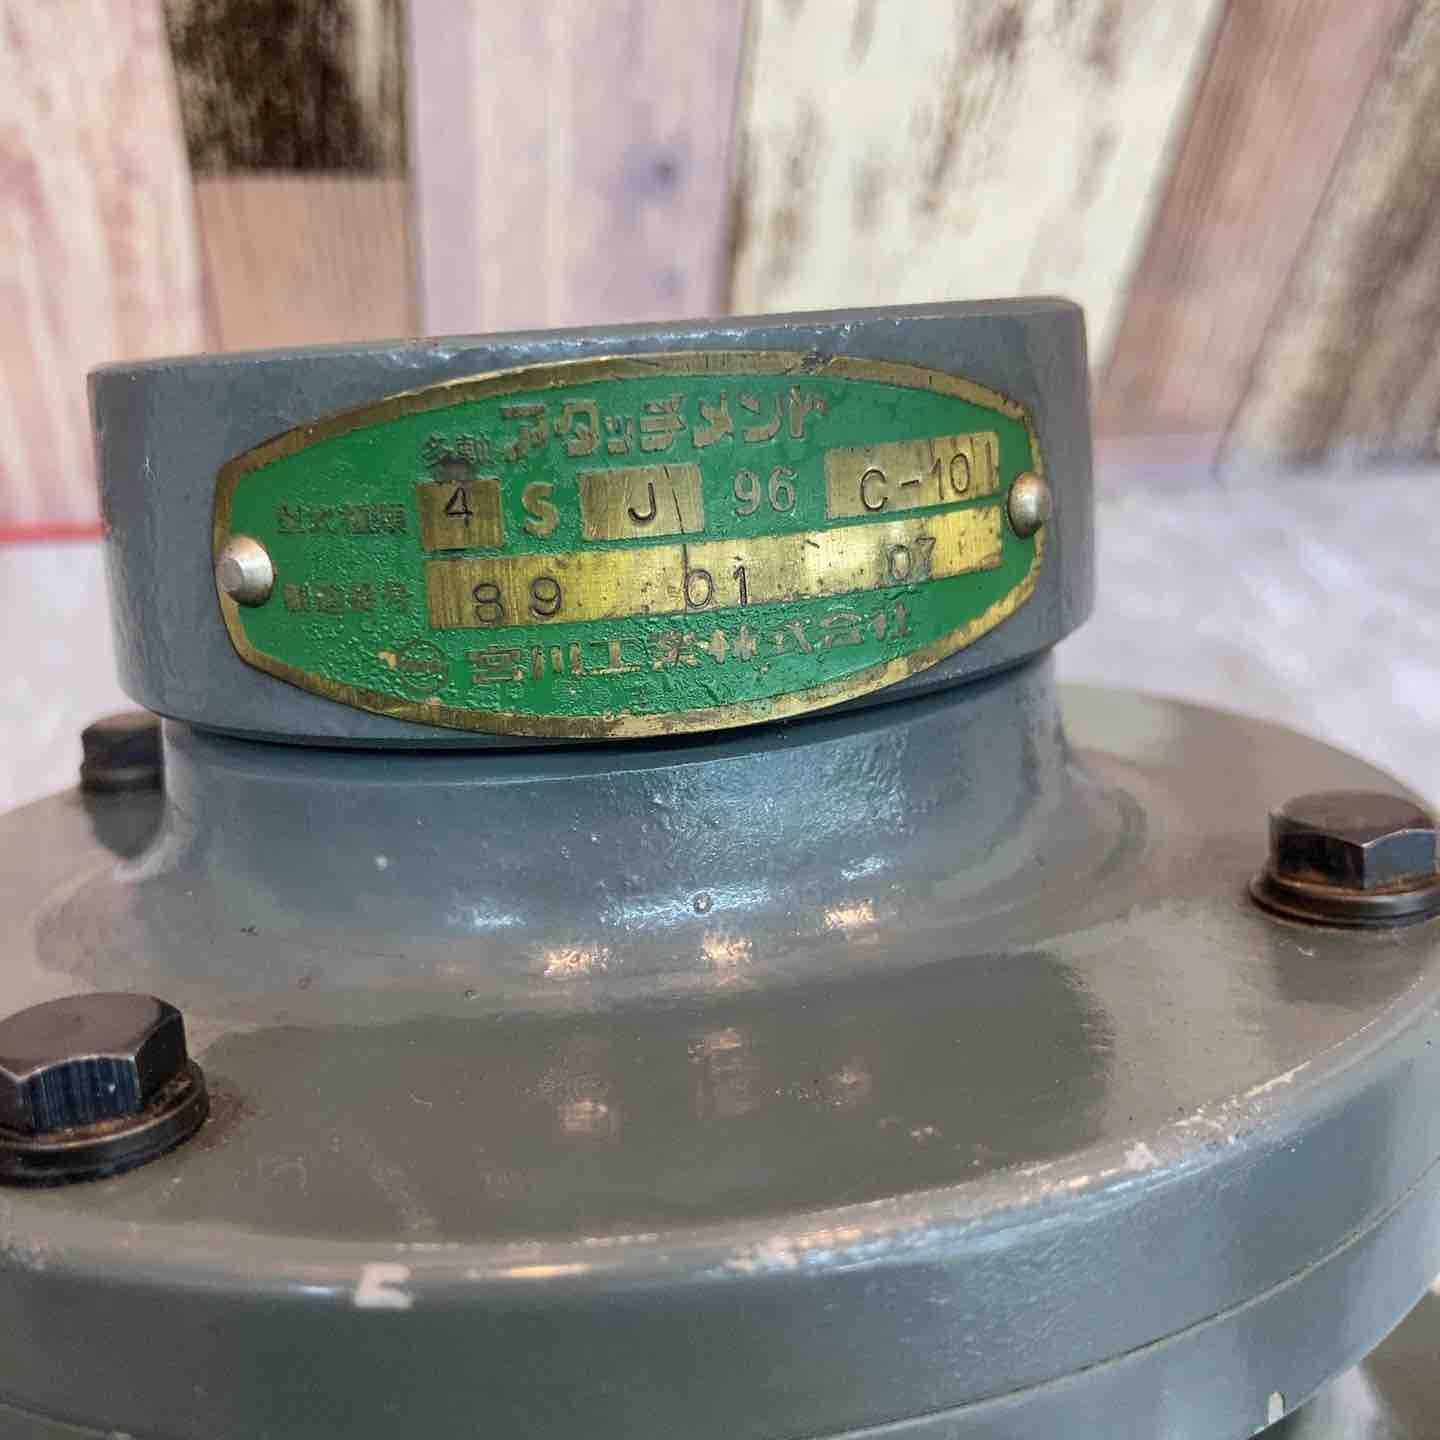 多軸 アタッチメント
型式種類 4 S J 96 C-10
製造番号 89 01 07
宮川工業株式会社